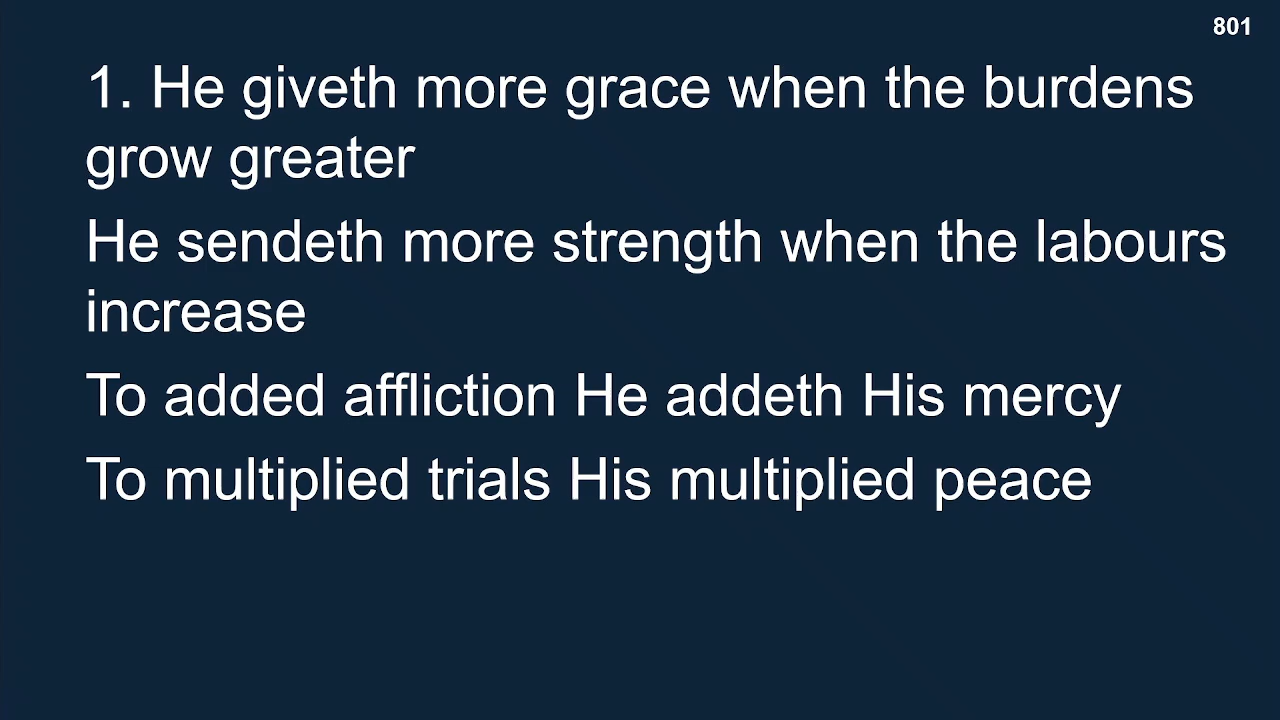 801
1. He giveth more grace when the burdens
grow greater
He sendeth more strength when the labours
increase
To added affliction He addeth His mercy
To multiplied trials His multiplied peace